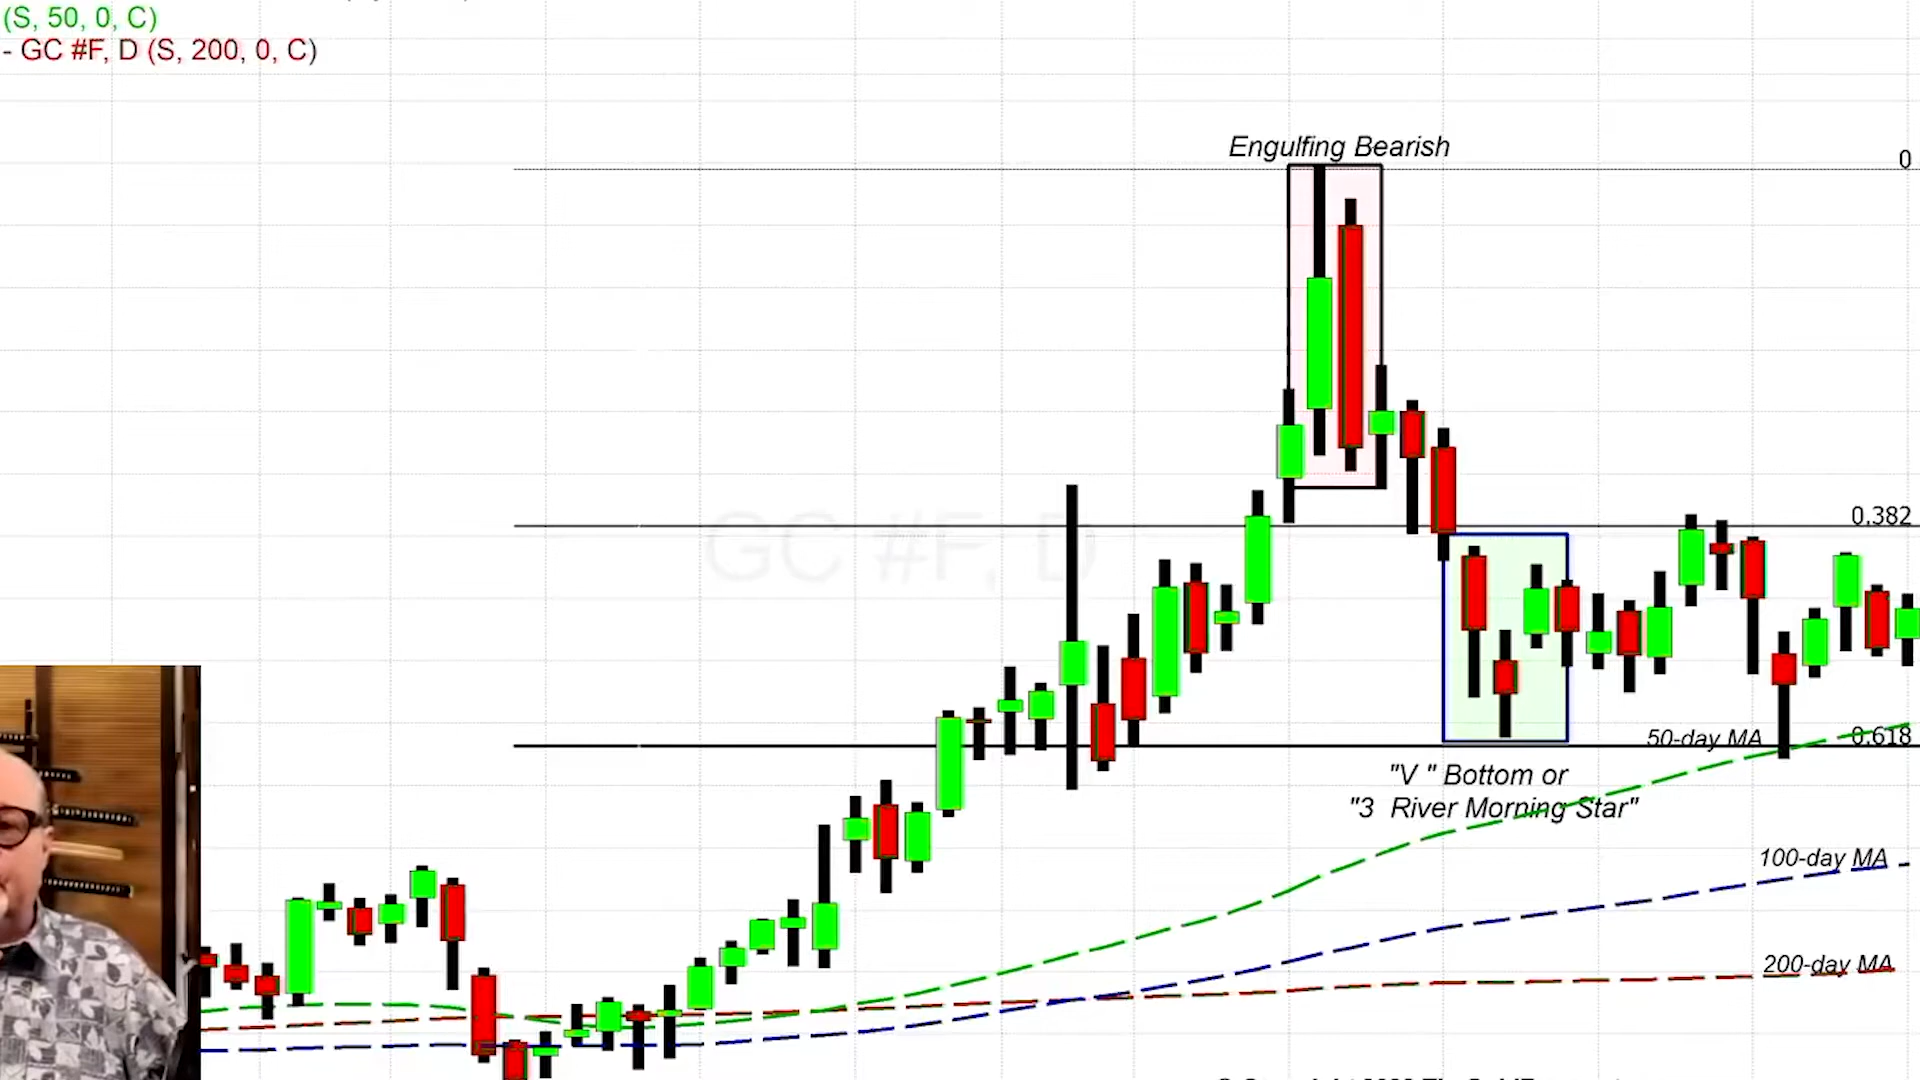 (S, 50, 0, C)
- GC #F, D (S, 200, 0, C)
Engulfing Bearish
0
0.382
GC #F, D
50-day MA
0.618
"V " Bottom or
"3 River Morning Star"
100-day MA
200-day MA